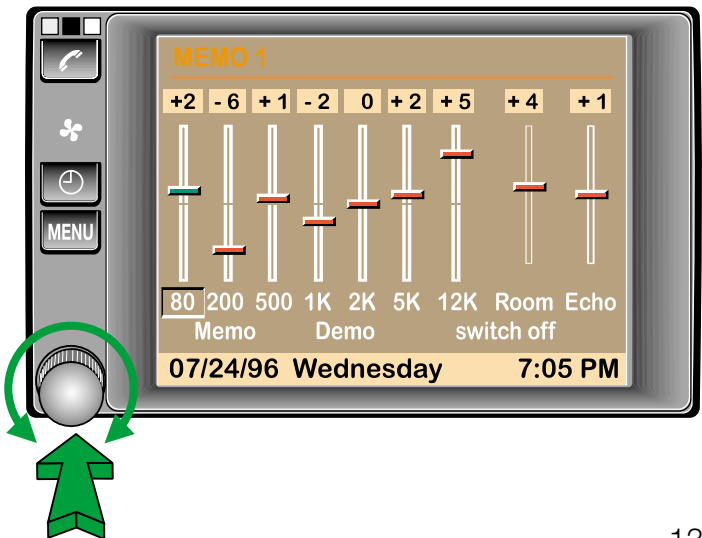 MEMO 1
+2 - 6 + 1 - 2 0 + 2 + 5 + 4 + 1
MENU
80 200 500 1K 2K 5K 12K Room Echo
Memo Demo switch off
07/24/96 Wednesday 7:05 PM